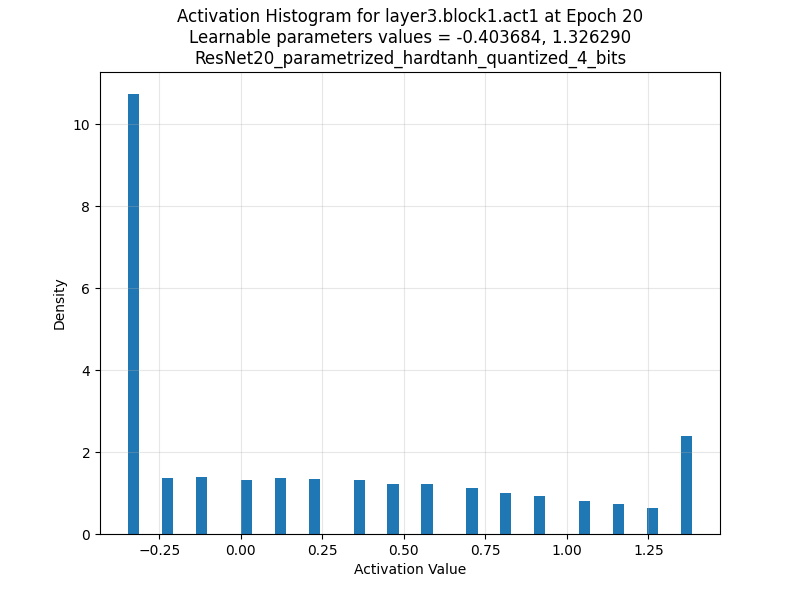 Activation Histogram for layer3.block1.act1 at Epoch 20
Learnable parameters values = -0.403684, 1.326290
ResNet20_parametrized_hardtanh_quantized_4_bits
10
8
6
4
2
0
Density
−0.25 0.00 0.25 0.50 0.75 1.00 1.25
Activation Value